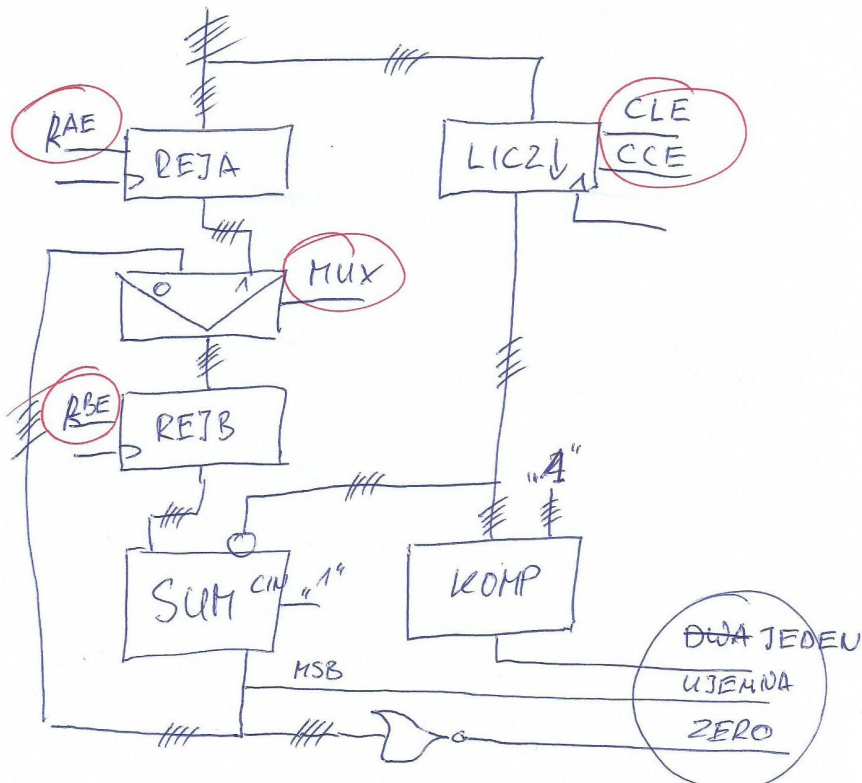 CLE
RAE
REJA
LICZ↓
CCE
1
0
1
MUX
RBE
REJB
„1"
SUM
CIN
„1"
KOMP
DWA JEDEN
MSB
UJEMNA
ZERO